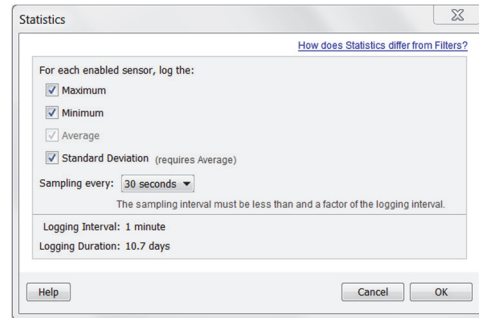 Statistics
How does Statistics differ from Filters?
For each enabled sensor, log the:
Maximum
Minimum
Average
Standard Deviation (requires Average)
Sampling every: 30 seconds
The sampling interval must be less than and a factor of the logging interval.
Logging Interval: 1 minute
Logging Duration: 10.7 days
Help Cancel OK